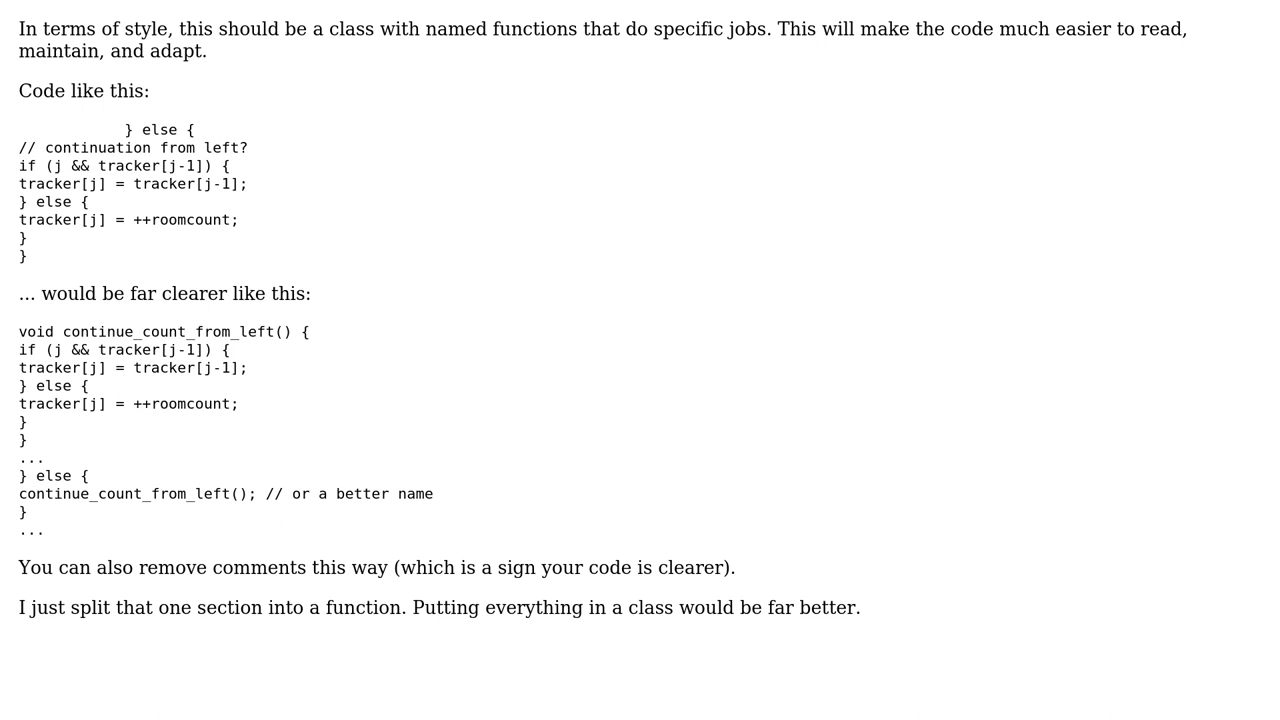 In terms of style, this should be a class with named functions that do specific jobs. This will make the code much easier to read,
maintain, and adapt.
Code like this:
} else {
// continuation from left?
if (j && tracker[j-1]) {
tracker[j] = tracker[j-1];
} else {
tracker[j] = ++roomcount;
}
}
... would be far clearer like this:
void continue_count_from_left() {
if (j && tracker[j-1]) {
tracker[j] = tracker[j-1];
} else {
tracker[j] = ++roomcount;
}
}
...
} else {
continue_count_from_left(); // or a better name
}
...
You can also remove comments this way (which is a sign your code is clearer).
I just split that one section into a function. Putting everything in a class would be far better.